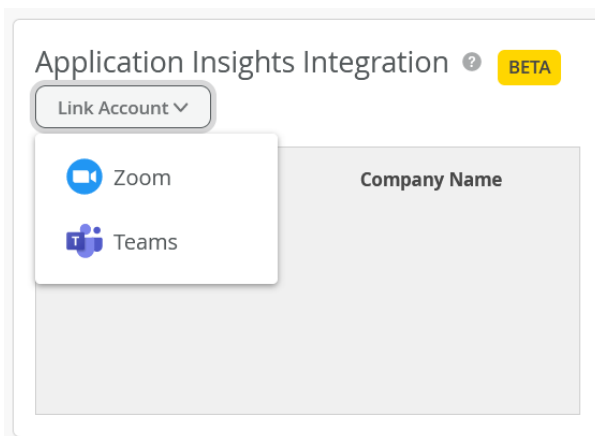 Application Insights Integration ? BETA
Link Account
Zoom
Company Name
T
Teams